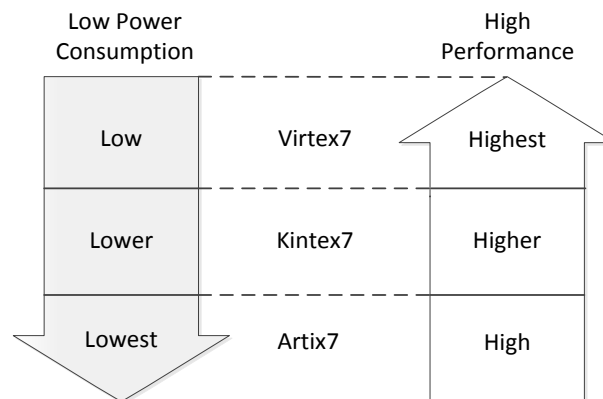 Low Power
Consumption
High
Performance
Low
Virtex7
Highest
Lower
Kintex7
Higher
Lowest
Artix7
High